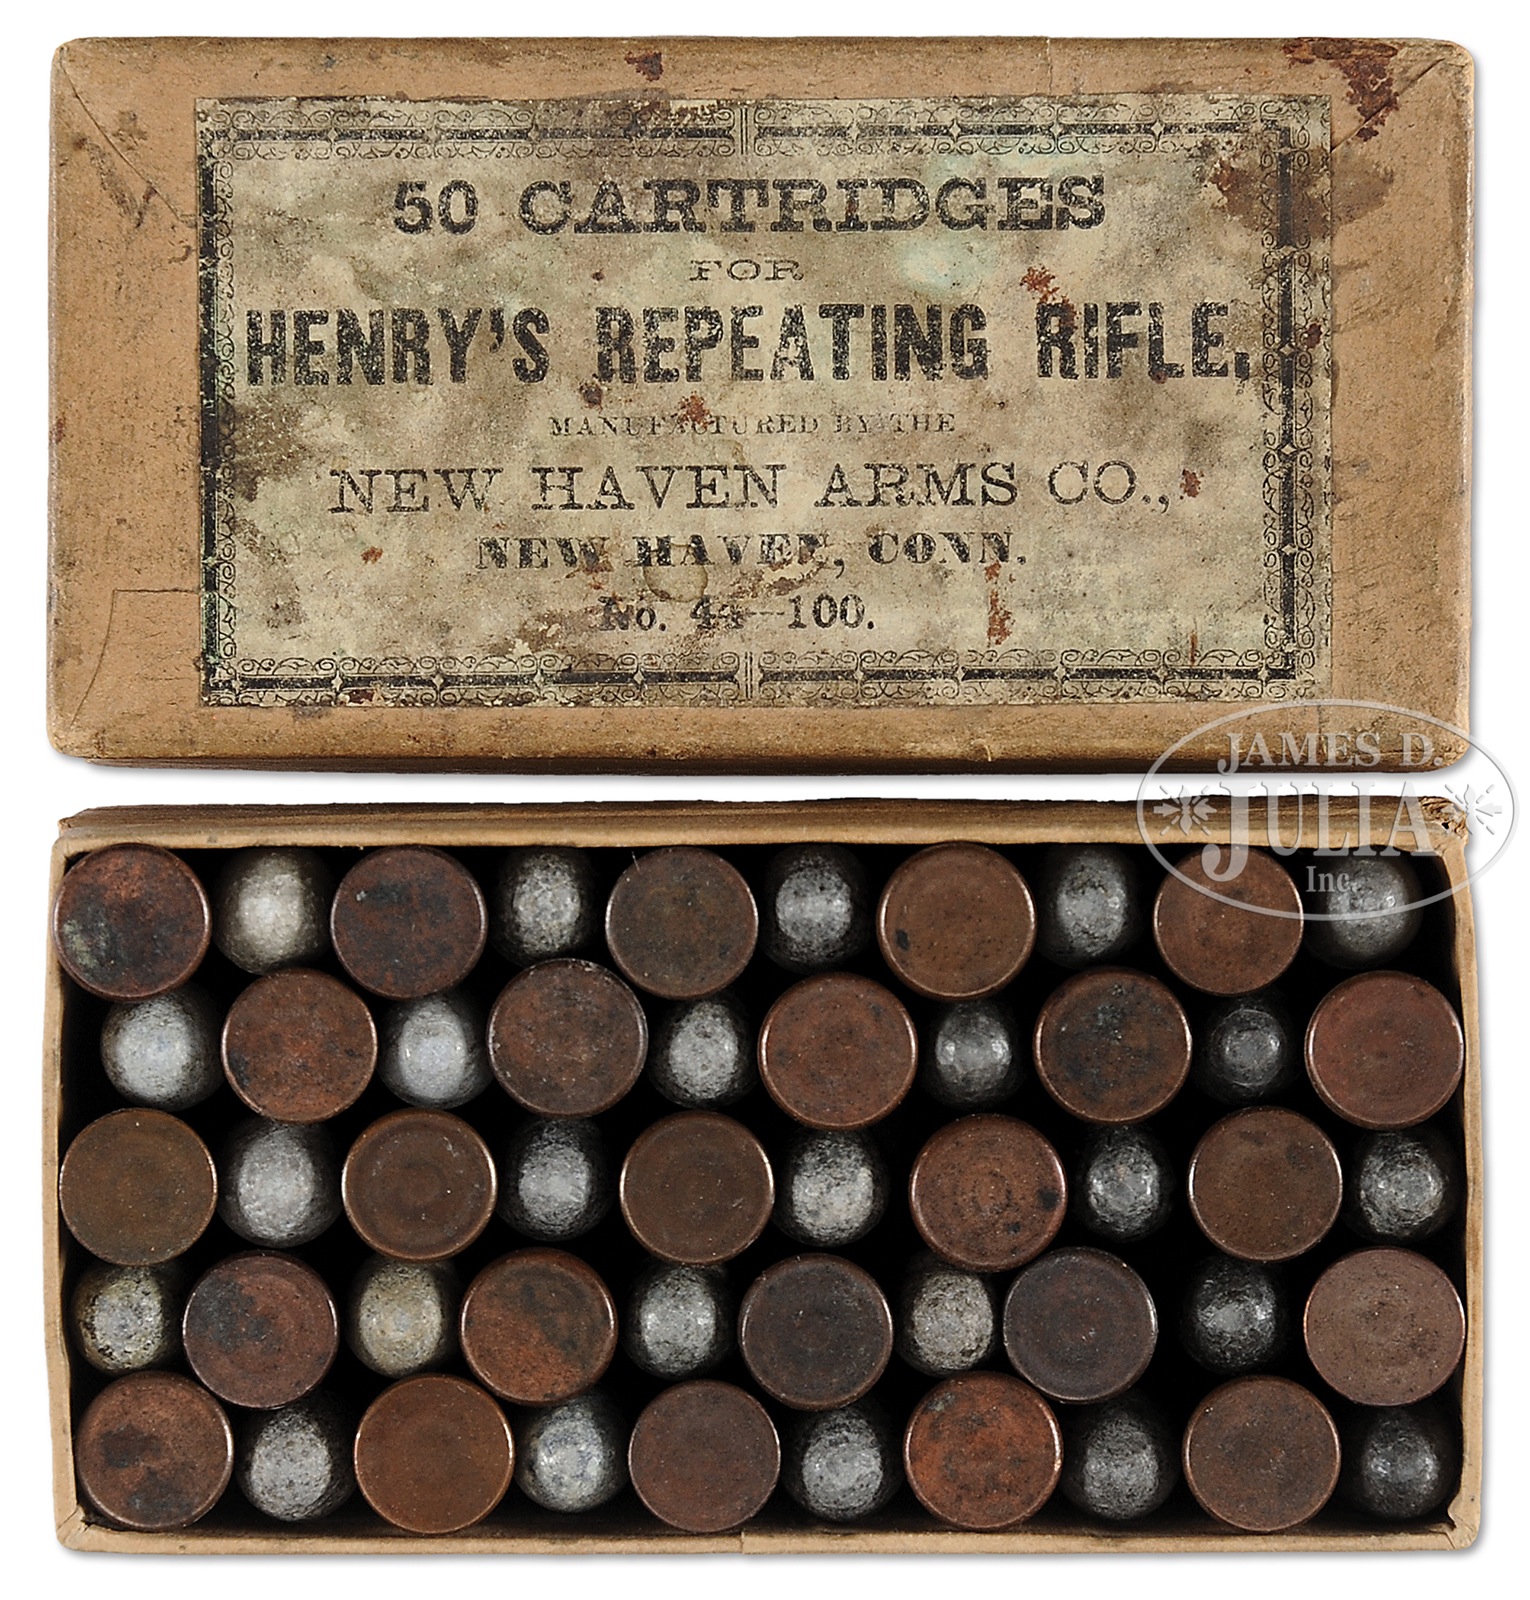 50 CARTRIDGES
FOR
HENRY'S REPEATING RIFLE,
MANUFACTURED BY THE
NEW HAVEN ARMS CO.,
NEW HAVEN, CONN.
No. 44—100.
JAMES D.
JULIA
Inc.